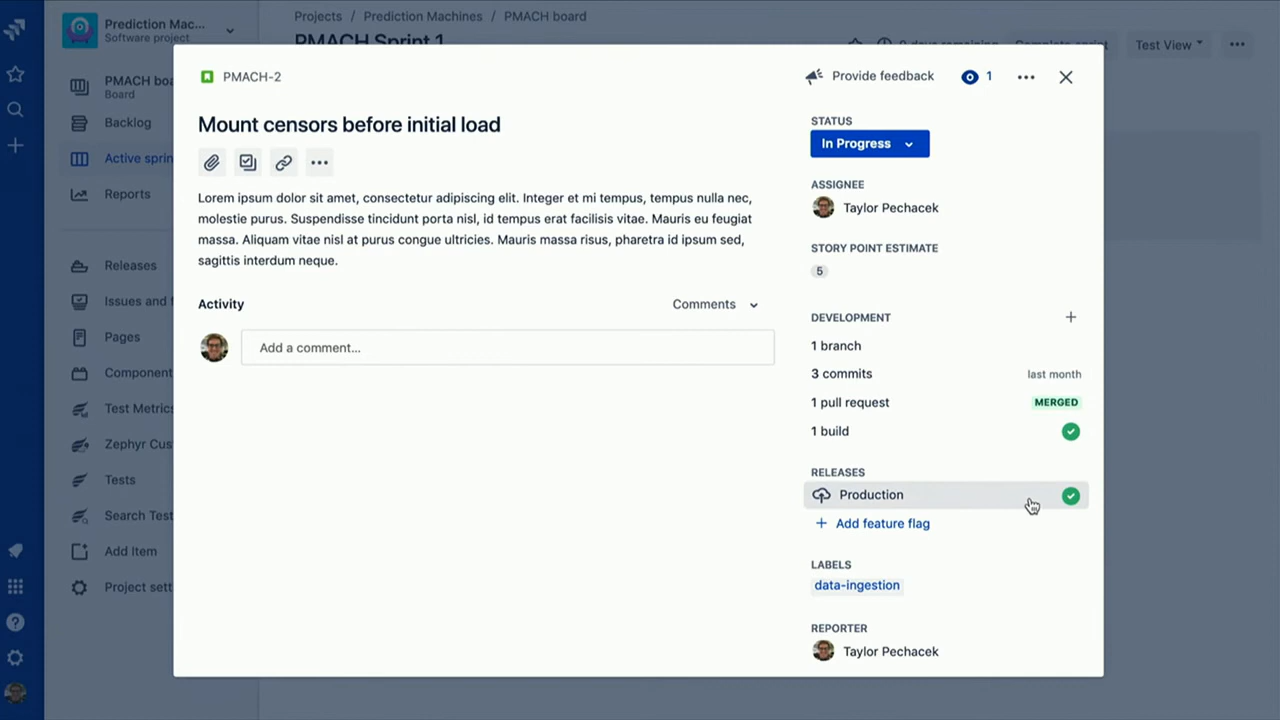 Prediction Mac...
Software project
PMACH boa
Board
Backlog
Active sprin
Reports
Releases
Issues and f
Pages
Component
Test Metrics
Zephyr Cus
Tests
Search Test
Add Item
Project sett
Projects / Prediction Machines / PMACH board
PMACH Sprint 1
0 days remaining
Complete sprint
Test View
PMACH-2
Provide feedback
1
Mount censors before initial load
Lorem ipsum dolor sit amet, consectetur adipiscing elit. Integer et mi tempus, tempus nulla nec,
molestie purus. Suspendisse tincidunt porta nisl, id tempus erat facilisis vitae. Mauris eu feugiat
massa. Aliquam vitae nisl at purus congue ultricies. Mauris massa risus, pharetra id ipsum sed,
sagittis interdum neque.
Activity
Comments
Add a comment...
STATUS
In Progress
ASSIGNEE
Taylor Pechacek
STORY POINT ESTIMATE
5
DEVELOPMENT
1 branch
3 commits last month
1 pull request MERGED
1 build
RELEASES
Production
Add feature flag
LABELS
data-ingestion
REPORTER
Taylor Pechacek